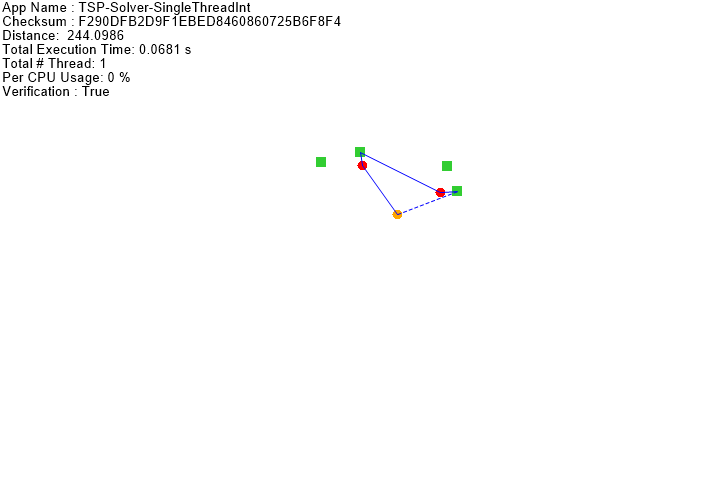 App Name : TSP-Solver-SingleThreadInt
Checksum : F290DFB2D9F1EBED8460860725B6F8F4
Distance:  244.0986
Total Execution Time: 0.0681 s
Total # Thread: 1
Per CPU Usage: 0 %
Verification : True